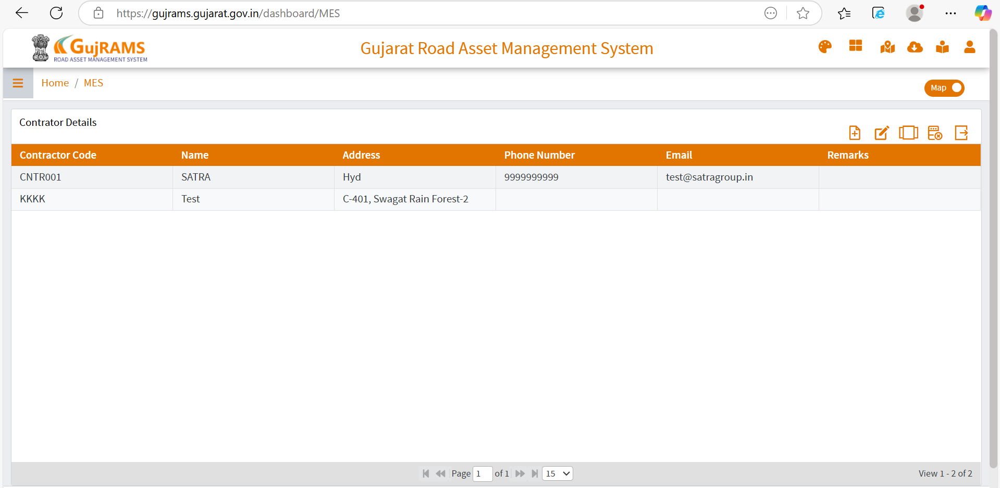 https://gujrams.gujarat.gov.in/dashboard/MES
GujRAMS
ROAD ASSET MANAGEMENT SYSTEM
Gujarat Road Asset Management System
Home / MES
Map
Contrator Details
Contractor Code Name Address Phone Number Email Remarks
CNTR001 SATRA Hyd 9999999999 test@satragroup.in
KKKK Test C-401, Swagat Rain Forest-2
Page 1 of 1 15 View 1 - 2 of 2